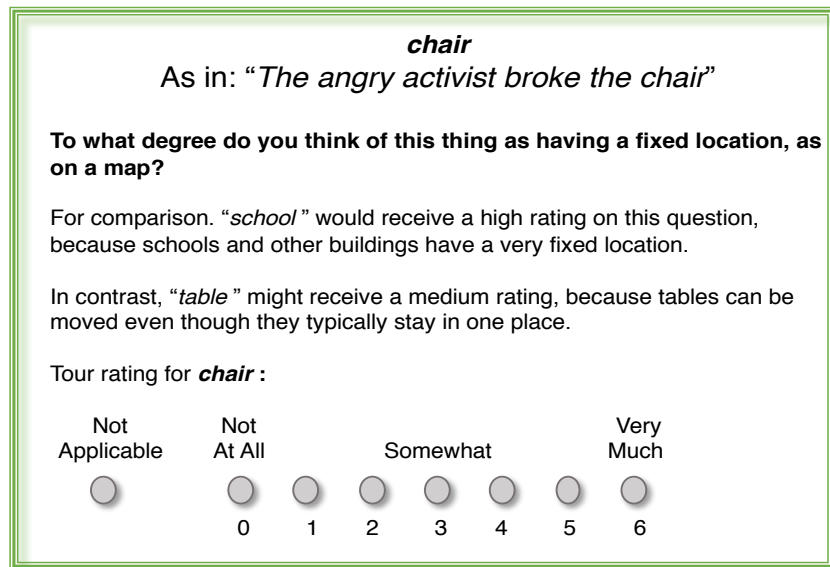 chair
As in: “The angry activist broke the chair”
To what degree do you think of this thing as having a fixed location, as
on a map?
For comparison. “school ” would receive a high rating on this question,
because schools and other buildings have a very fixed location.
In contrast, “table ” might receive a medium rating, because tables can be
moved even though they typically stay in one place.
Tour rating for chair :
Not Not Very
Applicable At All Somewhat Much
0 1 2 3 4 5 6